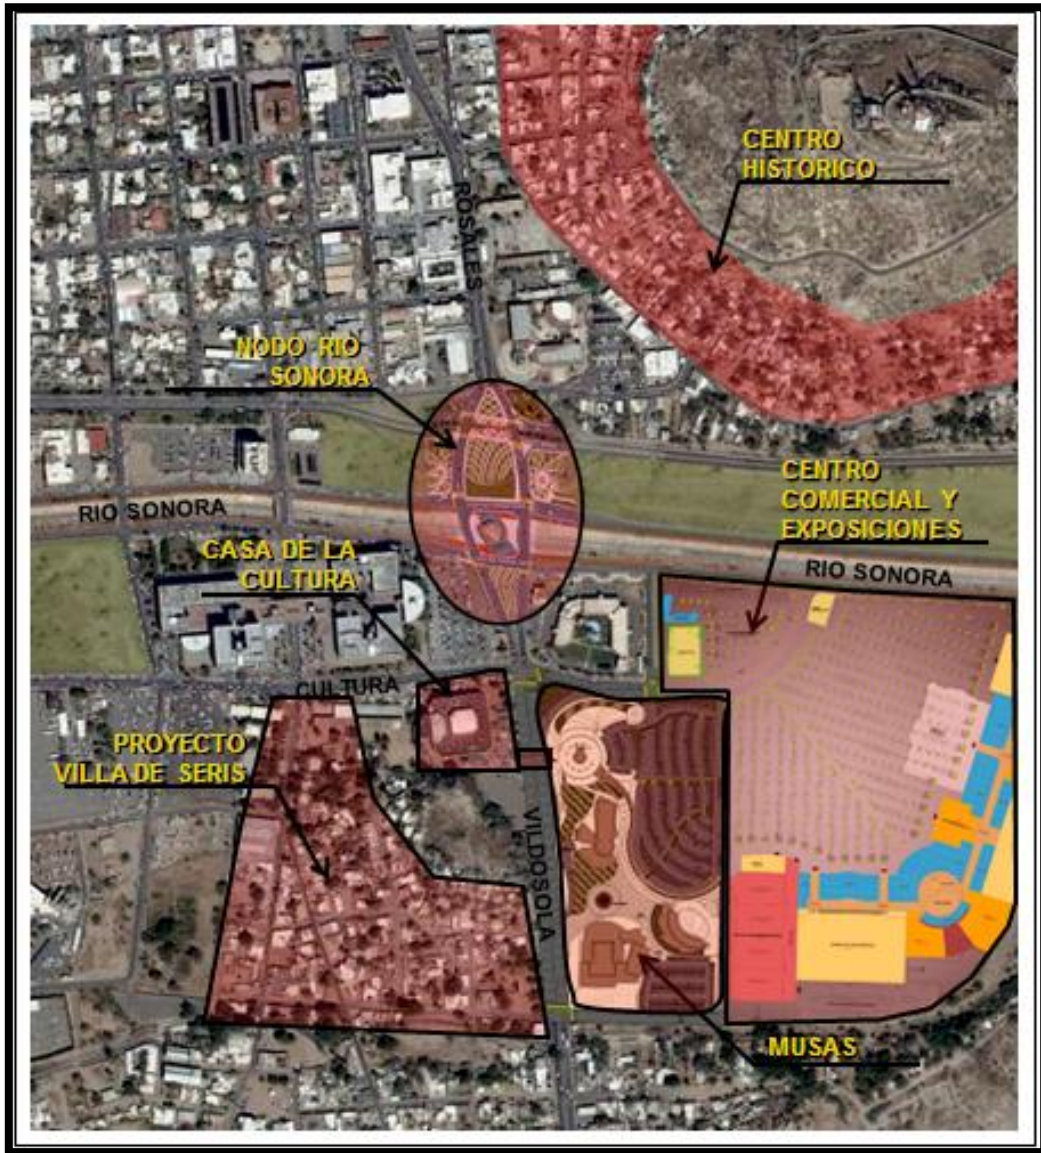 CENTRO
HISTÓRICO
ROSALES
NODO RIO
SONORA
CENTRO
COMERCIAL Y
EXPOSICIONES
RIO SONORA
CASA DE LA
CULTURA
RIO SONORA
CULTURA
PROYECTO
VILLA DE SERIS
VILDOSOLA
MUSAS